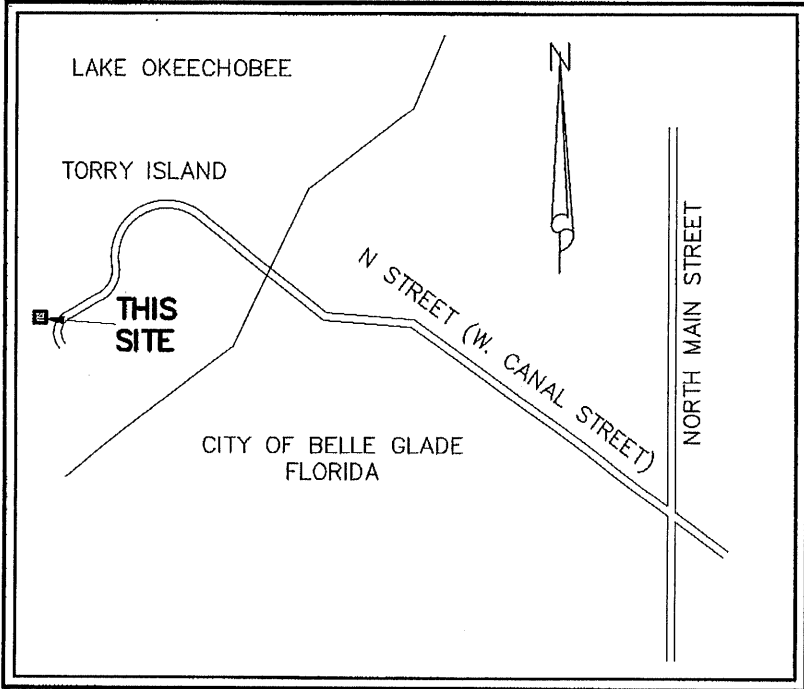 LAKE OKEECHOBEE
N
TORRY ISLAND
N STREET (W. CANAL STREET)
NORTH MAIN STREET
THIS
SITE
CITY OF BELLE GLADE
FLORIDA